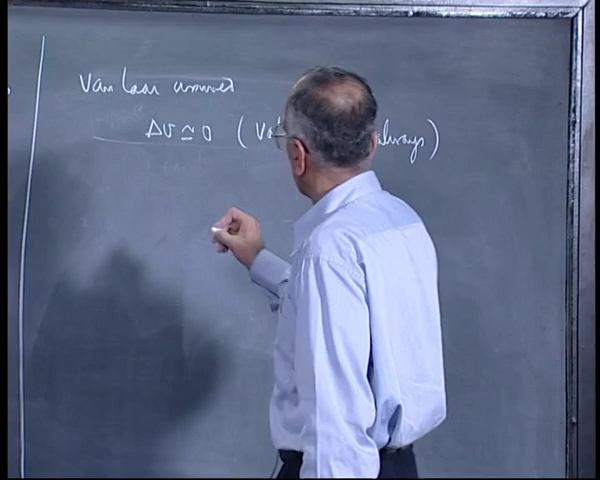 Van Laar assumed
Δv ≃ 0 ( always)